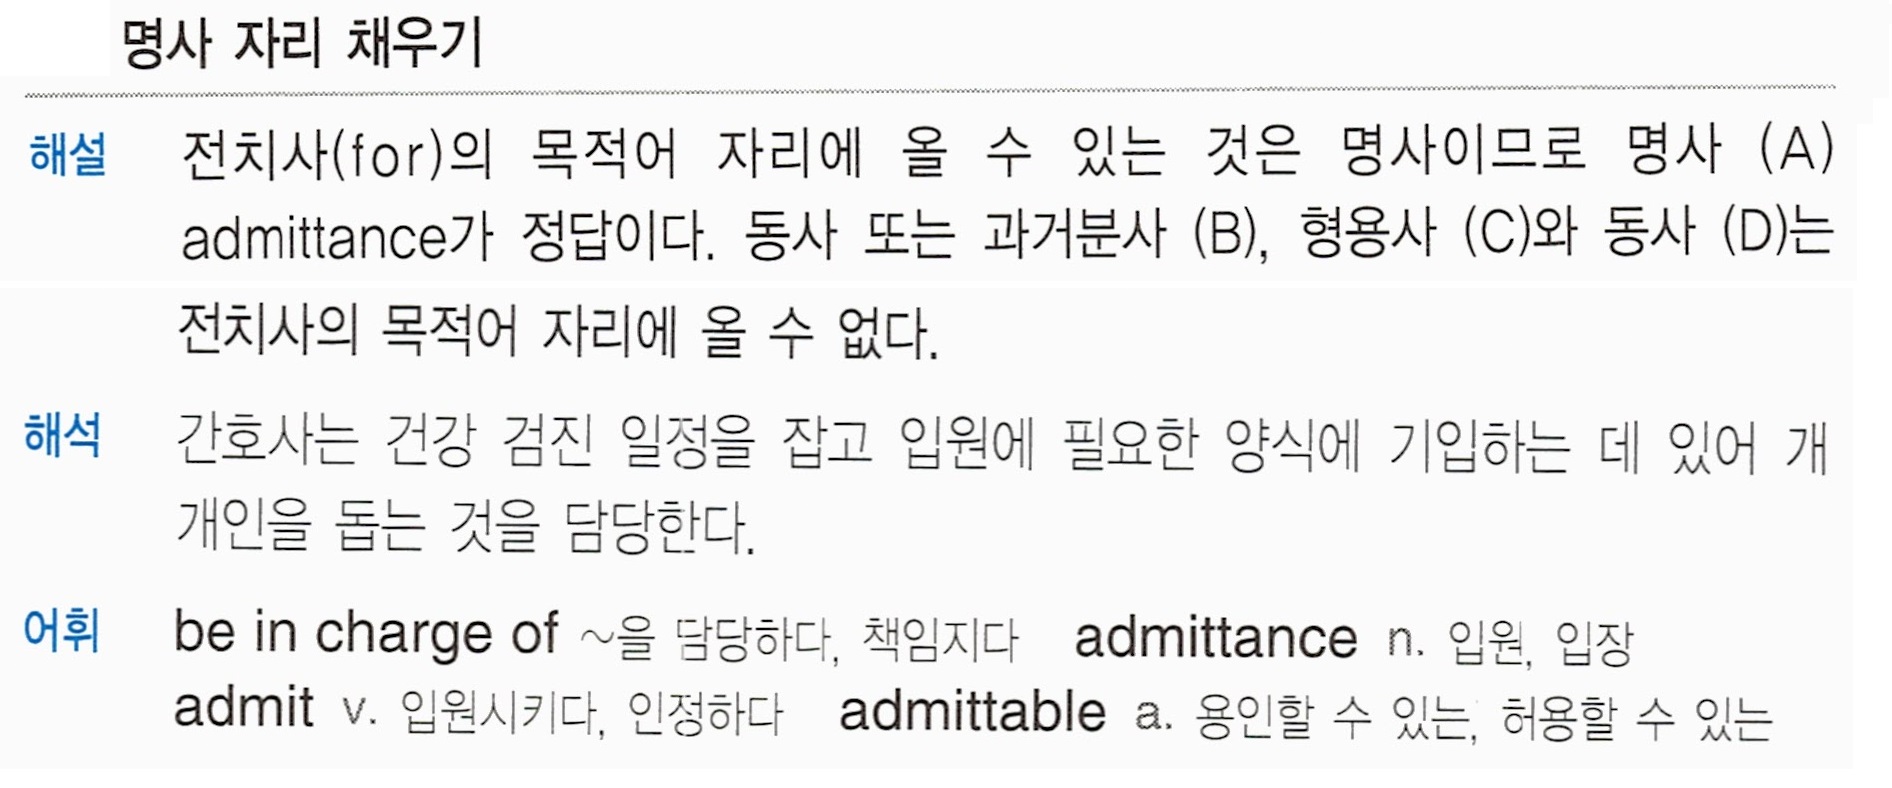 명사 자리 채우기
해설 전치사(for)의 목적어 자리에 올 수 있는 것은 명사이므로 명사 (A)
admittance가 정답이다. 동사 또는 과거분사 (B), 형용사 (C)와 동사 (D)는
전치사의 목적어 자리에 올 수 없다.
해석 간호사는 건강 검진 일정을 잡고 입원에 필요한 양식에 기입하는 데 있어 개
개인을 돕는 것을 담당한다.
어휘 be in charge of ~을 담당하다, 책임지다 admittance n. 입원, 입장
admit v. 입원시키다, 인정하다 admittable a. 용인할 수 있는, 허용할 수 있는